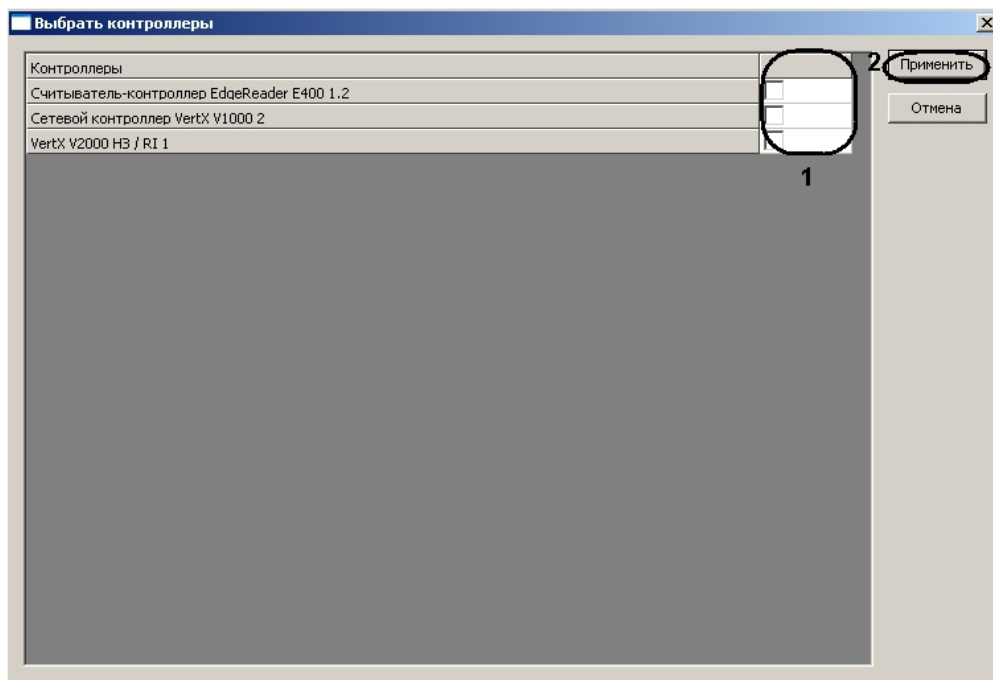 Выбрать контроллеры
Контроллеры
2 Применить
Считыватель-контроллер EdgeReader E400 1.2
Отмена
Сетевой контроллер VertX V1000 2
VertX V2000 НЗ / RI 1
1